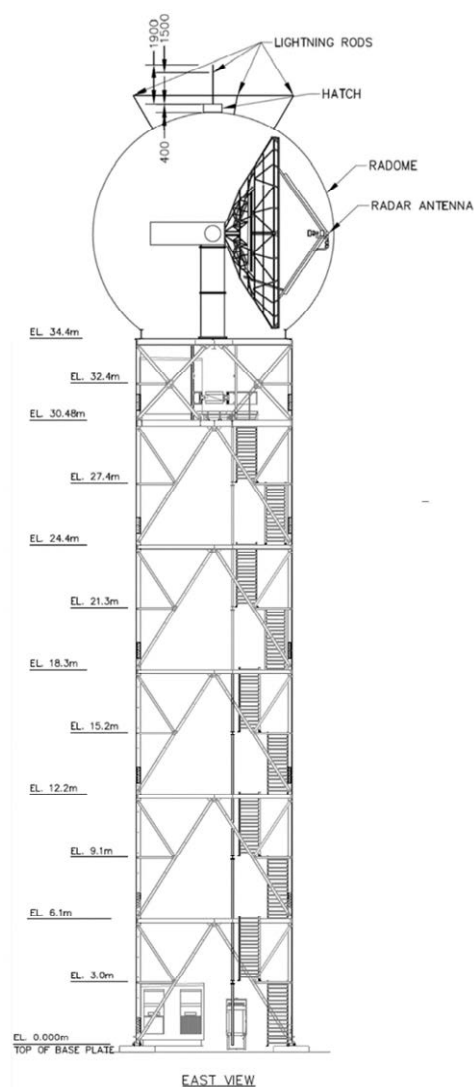 1900
1500
400
LIGHTNING RODS
HATCH
RADOME
RADAR ANTENNA
EL. 34.4m
EL. 32.4m
EL. 30.48m
EL. 27.4m
EL. 24.4m
EL. 21.3m
EL. 18.3m
EL. 15.2m
EL. 12.2m
EL. 9.1m
EL. 6.1m
EL. 3.0m
EL. 0.000m
TOP OF BASE PLATE
EAST VIEW